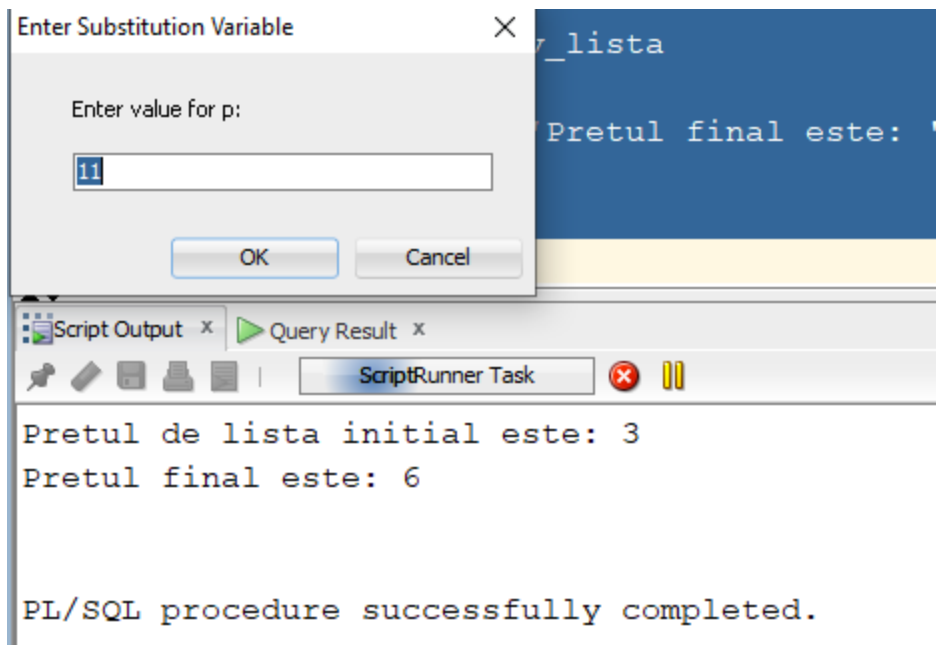 Enter Substitution Variable
_lista
Enter value for p:
'Pretul final este: '
11
OK Cancel
Script Output x Query Result x
ScriptRunner Task
Pretul de lista initial este: 3
Pretul final este: 6
PL/SQL procedure successfully completed.